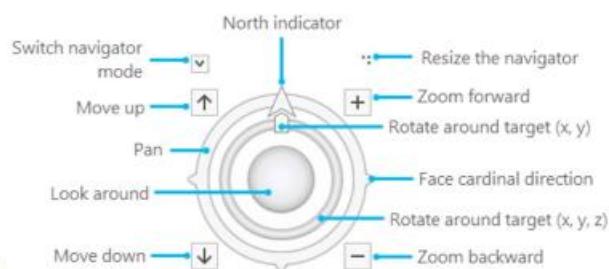 North indicator
Switch navigator
mode
Resize the navigator
Move up
Zoom forward
Rotate around target (x, y)
Pan
Look around
Face cardinal direction
Rotate around target (x, y, z)
Move down
Zoom backward